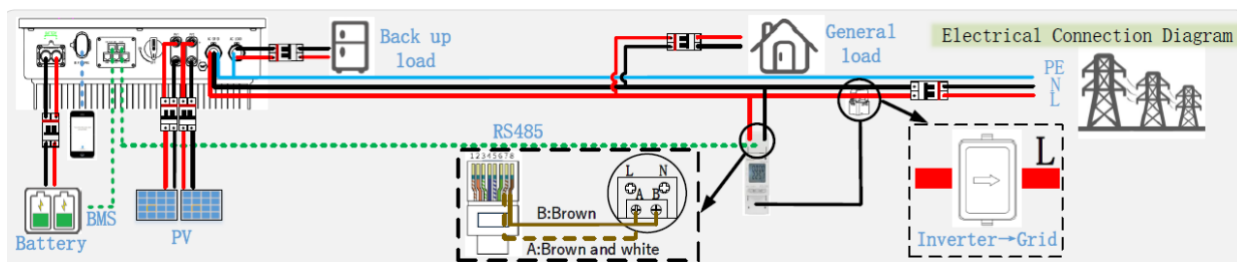 Back up
load
General
load
Electrical Connection Diagram
PE
N
L
RS485
12345678
L N
A B
B:Brown
A:Brown and white
L
Inverter→Grid
BMS
Battery
PV